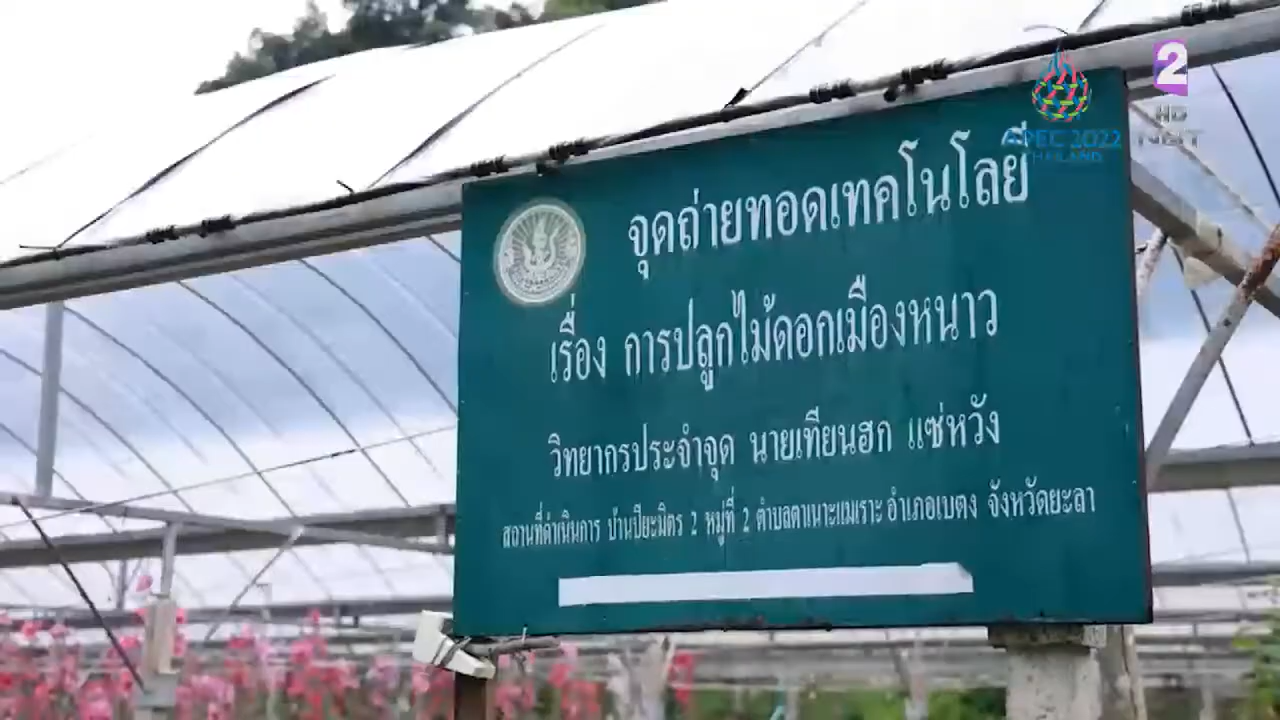 จุดถ่ายทอดเทคโนโลยี
เรื่อง การปลูกไม้ดอกเมืองหนาว
วิทยากรประจำจุด นายเทียนฮก แซ่หวัง
สถานที่ดำเนินการ บ้านปิยะมิตร 2 หมู่ที่ 2 ตำบลตาเนาะแมเราะ อำเภอเบตง จังหวัดยะลา
APEC 2022
THAILAND
2
HD
NBT